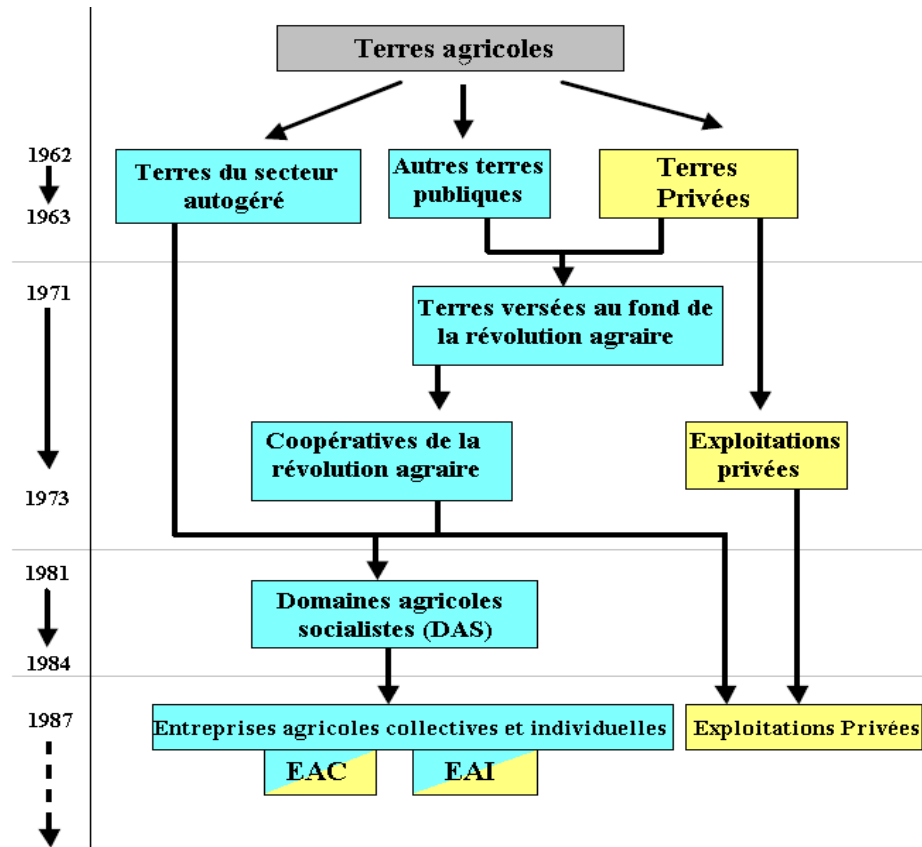 Terres agricoles
1962
1963
Terres du secteur
autogéré
Autres terres
publiques
Terres
Privées
1971
1973
Terres versées au fond de
la révolution agraire
Coopératives de la
révolution agraire
Exploitations
privées
1981
1984
Domaines agricoles
socialistes (DAS)
1987
Entreprises agricoles collectives et individuelles
Exploitations Privées
EAC
EAI